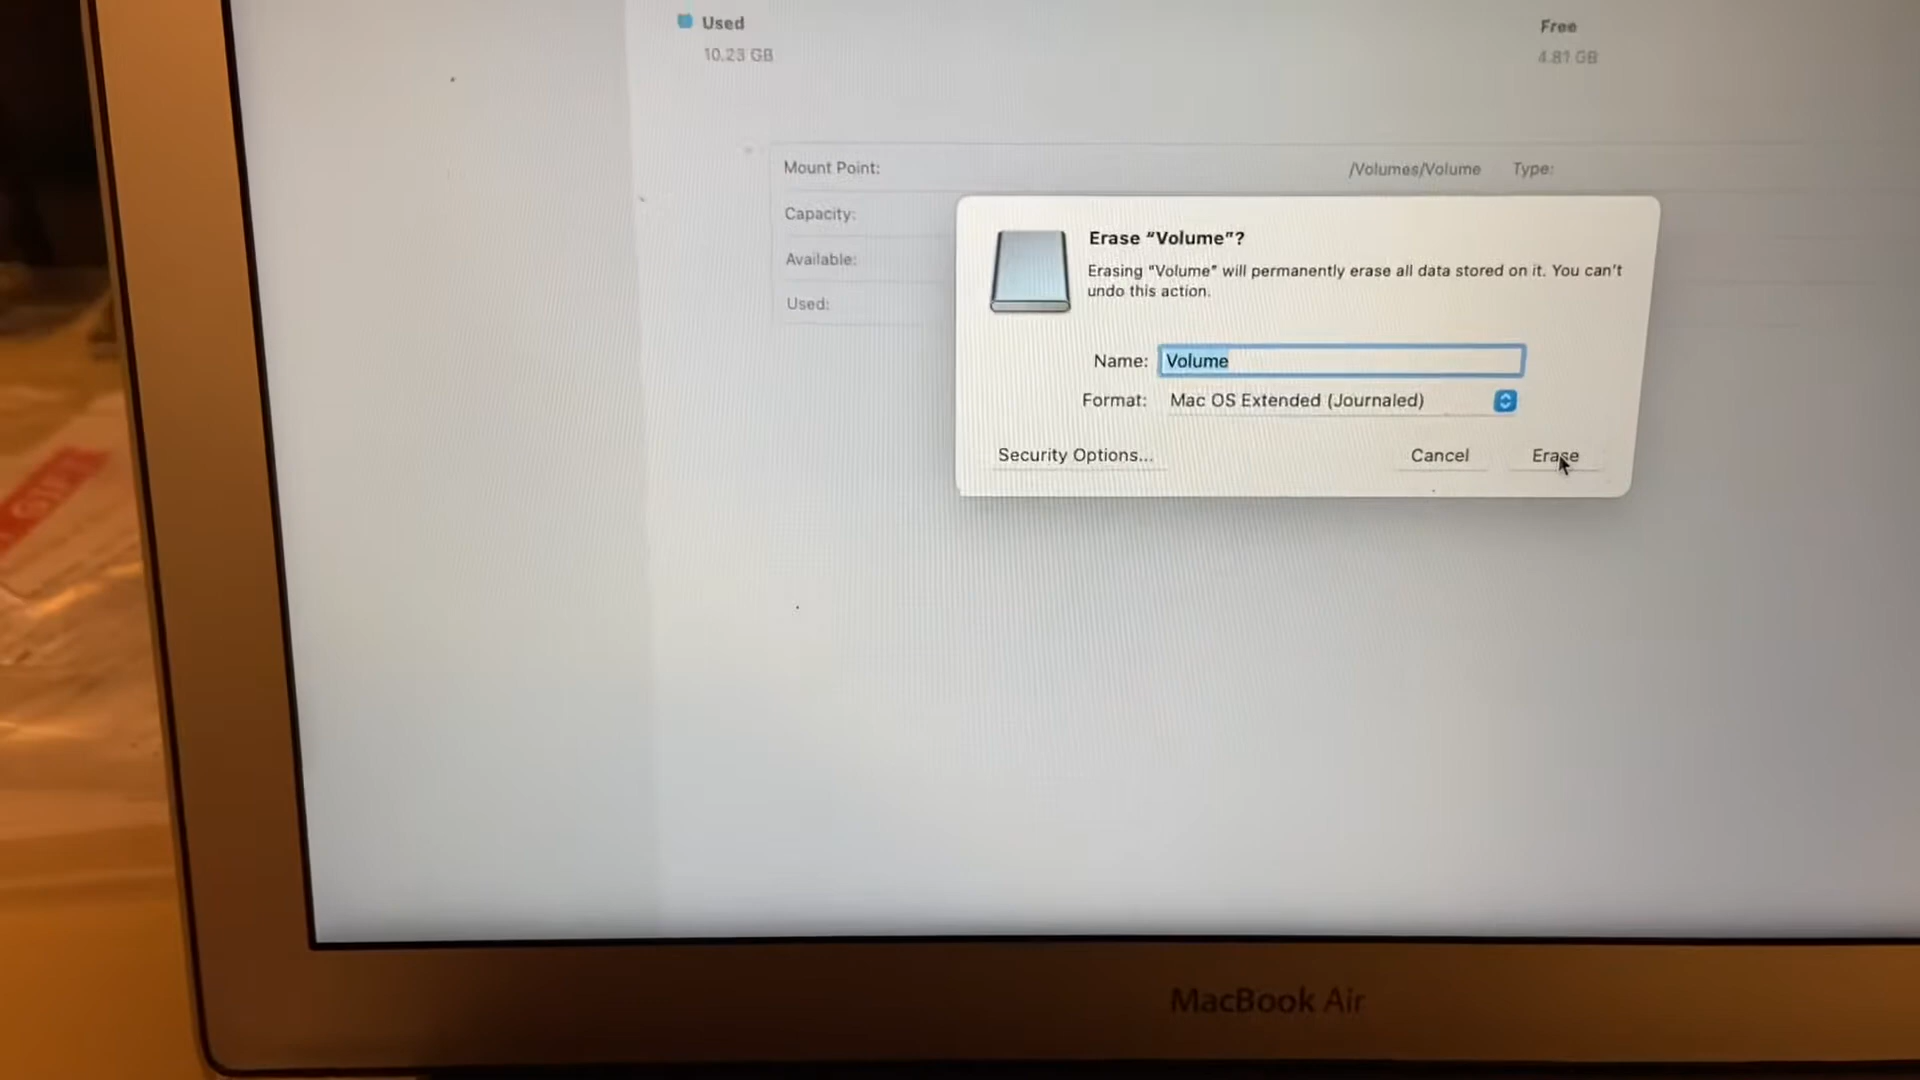 Used
Free
10.23 GB
4.81 GB
Mount Point:
/Volumes/Volume
Type:
Capacity:
Available:
Used:
Erase “Volume”?
Erasing “Volume” will permanently erase all data stored on it. You can’t
undo this action.
Name: Volume
Format: Mac OS Extended (Journaled)
Security Options...
Cancel
Erase
MacBook Air